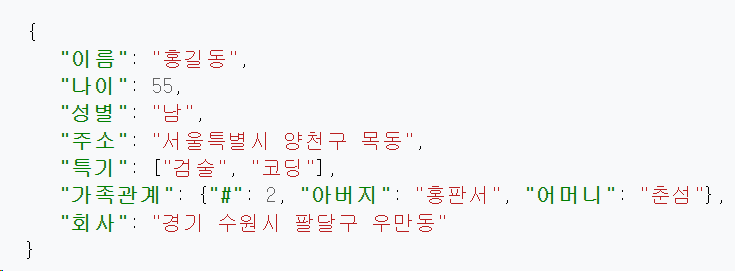 {
"이름": "홍길동",
"나이": 55,
"성별": "남",
"주소": "서울특별시 양천구 목동",
"특기": ["검술", "코딩"],
"가족관계": {"#": 2, "아버지": "홍판서", "어머니": "춘섬"},
"회사": "경기 수원시 팔달구 우만동"
}